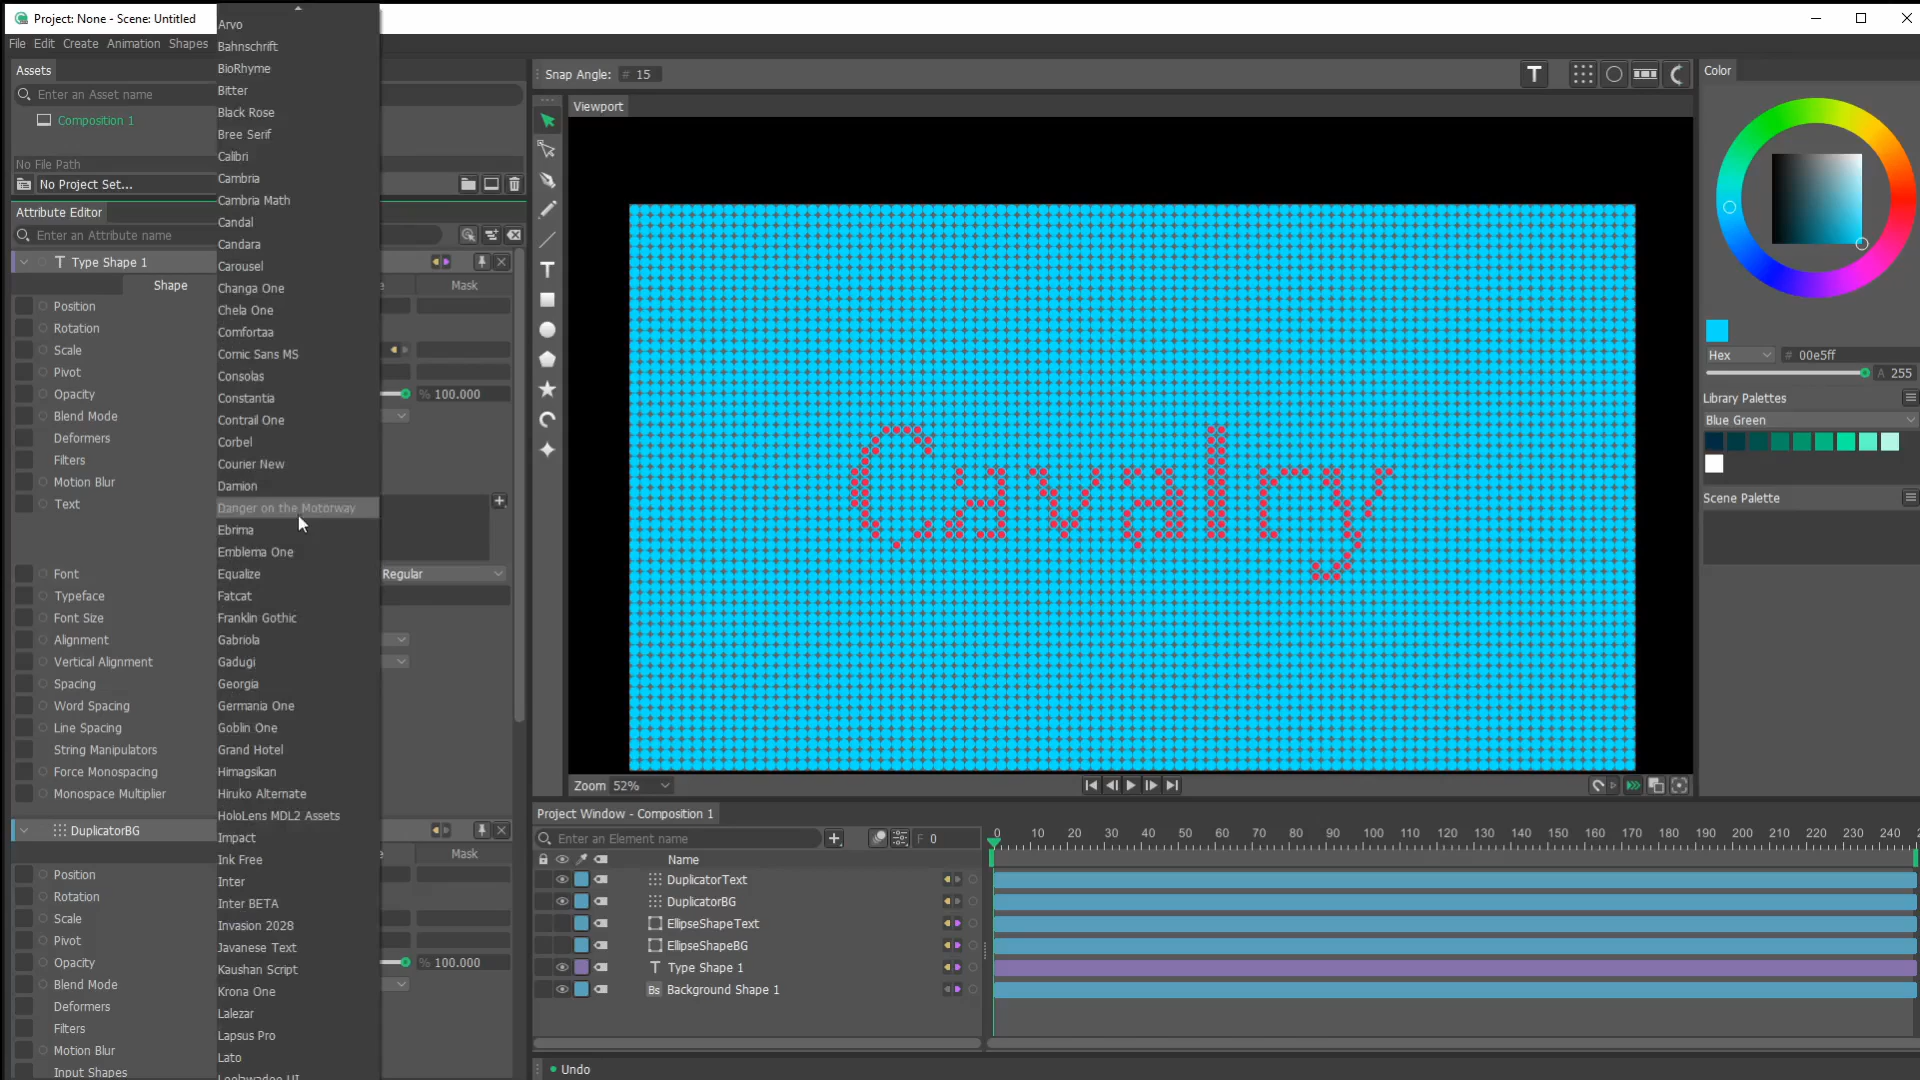 Project: None - Scene: Untitled
File Edit Create Animation Shapes
Assets
Enter an Asset name
Composition 1
No File Path
No Project Set...
Attribute Editor
Enter an Attribute name
Type Shape 1
Shape
Mask
Position
Rotation
Scale
Pivot
Opacity
% 100.000
Blend Mode
Deformers
Filters
Motion Blur
Text
Font
Regular
Typeface
Font Size
Alignment
Vertical Alignment
Spacing
Word Spacing
Line Spacing
String Manipulators
Force Monospacing
Monospace Multiplier
DuplicatorBG
Mask
Position
Rotation
Scale
Pivot
Opacity
% 100.000
Blend Mode
Deformers
Filters
Motion Blur
Input Shapes
Arvo
Bahnschrift
BioRhyme
Bitter
Black Rose
Bree Serif
Calibri
Cambria
Cambria Math
Candal
Candara
Carousel
Changa One
Chela One
Comfortaa
Comic Sans MS
Consolas
Constantia
Contrail One
Corbel
Courier New
Damion
Danger on the Motorway
Ebrima
Emblema One
Equalize
Fatcat
Franklin Gothic
Gabriola
Gadugi
Georgia
Germania One
Goblin One
Grand Hotel
Himagsikan
Hiruko Alternate
HoloLens MDL2 Assets
Impact
Ink Free
Inter
Inter BETA
Invasion 2028
Javanese Text
Kaushan Script
Krona One
Lalezar
Lapsus Pro
Lato
Snap Angle: # 15
Viewport
Cavalry
Zoom 52%
Color
Hex # 00e5ff
A 255
Library Palettes
Blue Green
Scene Palette
Project Window - Composition 1
Enter an Element name
F 0
0 10 20 30 40 50 60 70 80 90 100 110 120 130 140 150 160 170 180 190 200 210 220 230 240
Name
DuplicatorText
DuplicatorBG
EllipseShapeText
EllipseShapeBG
Type Shape 1
Bs Background Shape 1
Undo